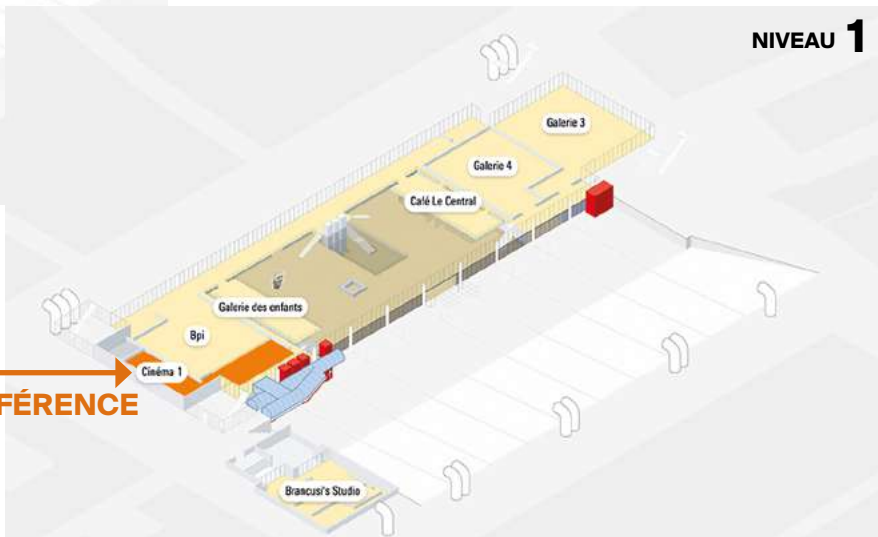 NIVEAU 1
Galerie 3
Galerie 4
Café Le Central
Galerie des enfants
Bpi
Cinéma 1
FÉRENCE
Brancusi's Studio